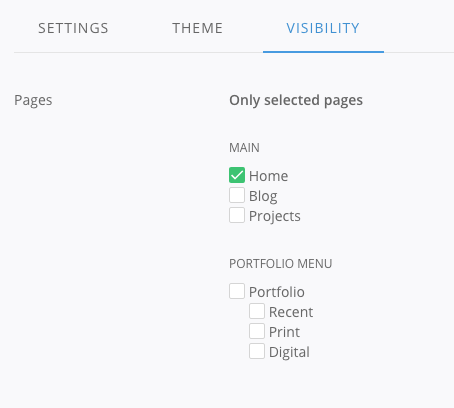 SETTINGS THEME VISIBILITY
Pages Only selected pages
MAIN
Home
Blog
Projects
PORTFOLIO MENU
Portfolio
Recent
Print
Digital